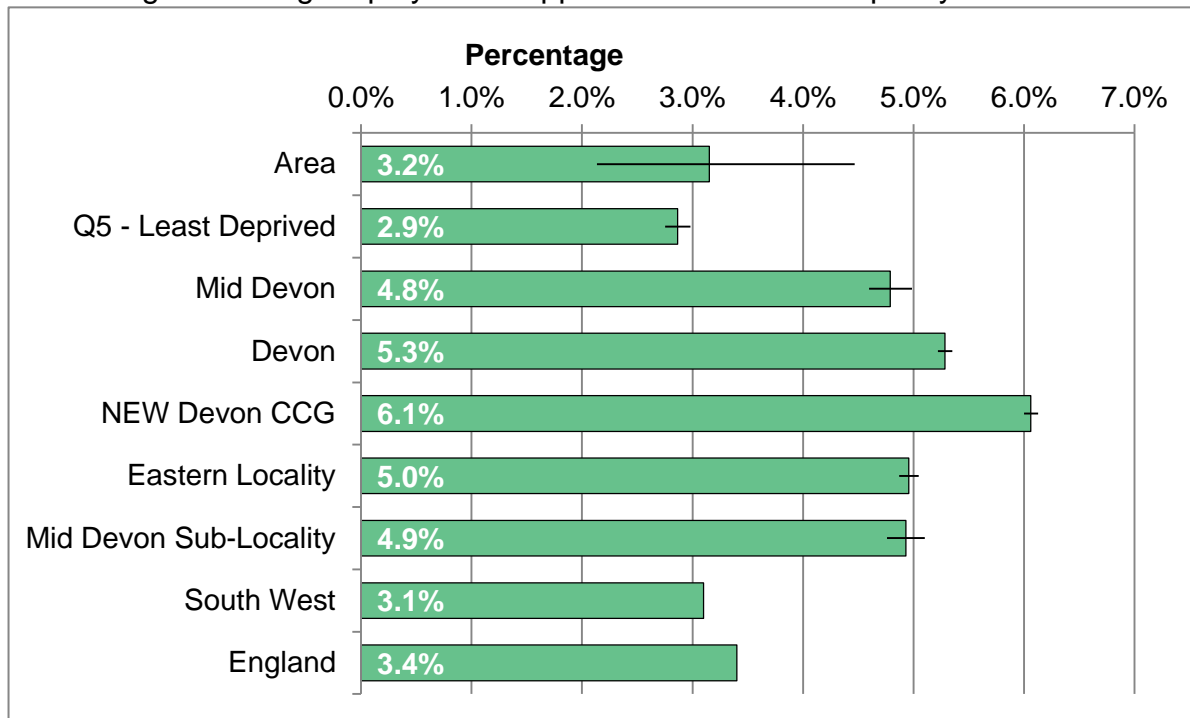 Percentage
0.0% 1.0% 2.0% 3.0% 4.0% 5.0% 6.0% 7.0%
Area 3.2%
Q5 - Least Deprived 2.9%
Mid Devon 4.8%
Devon 5.3%
NEW Devon CCG 6.1%
Eastern Locality 5.0%
Mid Devon Sub-Locality 4.9%
South West 3.1%
England 3.4%